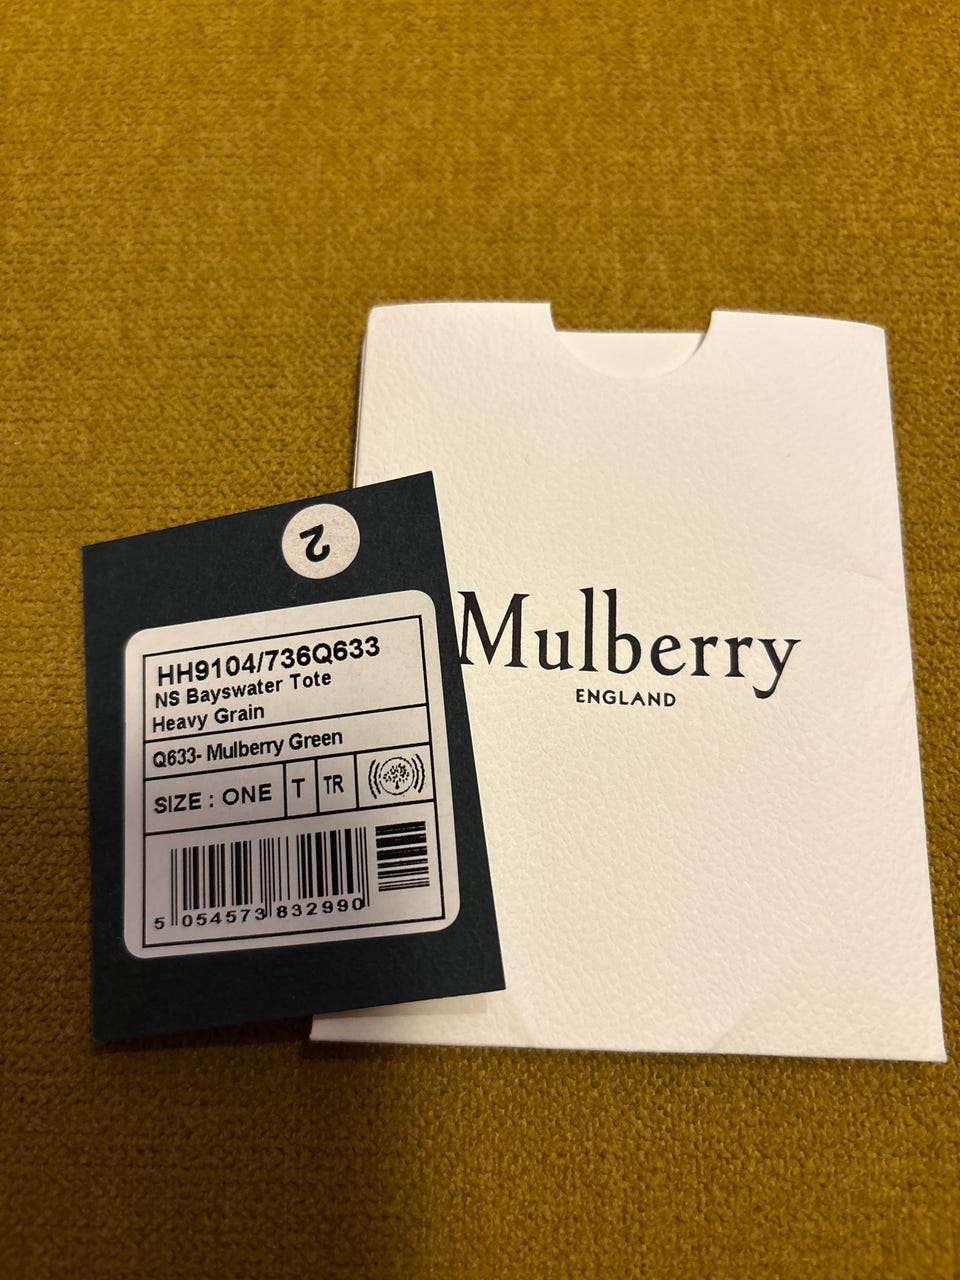 2
HH9104/736Q633
NS Bayswater Tote
Heavy Grain
Q633- Mulberry Green
SIZE : ONE T TR
5 054573 832990
Mulberry
ENGLAND